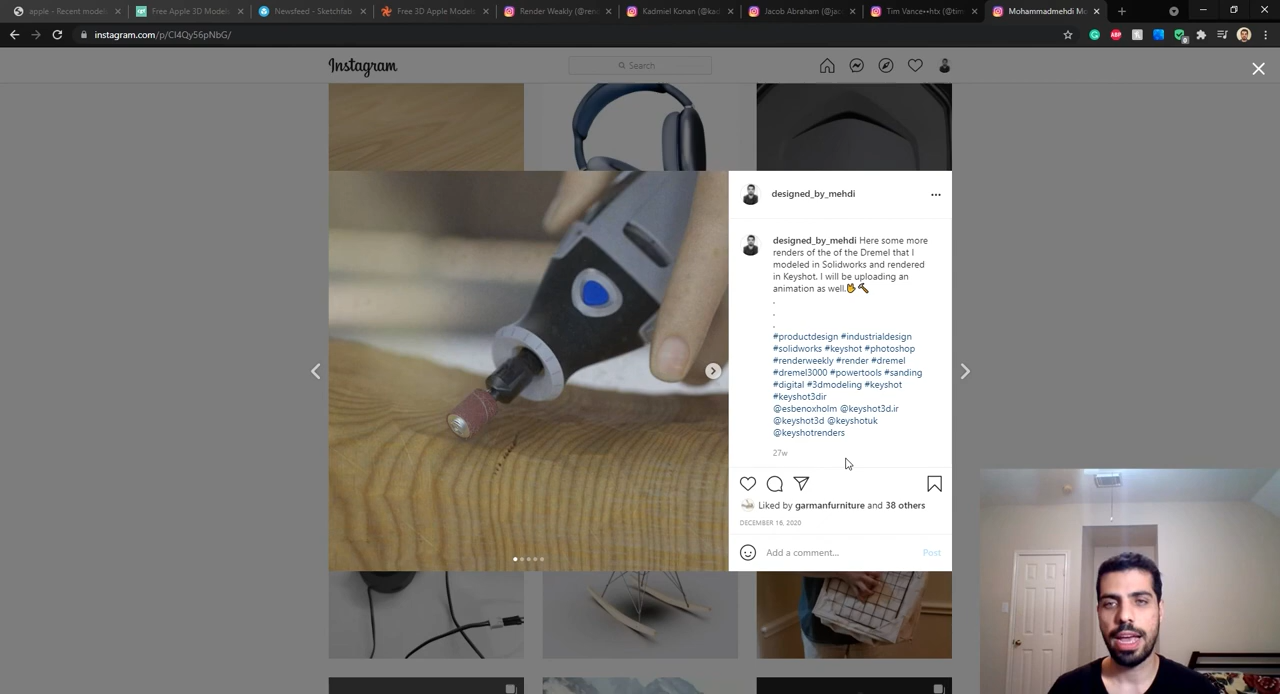 apple - Recent model
Free Apple 3D Model
Newsfeed - Sketchfab
Free 3D Apple Models
Render Weakly (@ren
Kadmiel Konan (@kad
Jacob Abraham (@jac
Tim Vance••htx (@tim
Mohammadmehdi Mo
instagram.com/p/CI4Qy56pNbG/
Instagram
Search
designed_by_mehdi
designed_by_mehdi Here some more
renders of the of the Dremel that I
modeled in Solidworks and rendered
in Keyshot. I will be uploading an
animation as well.🖐🔨
.
.
.
#productdesign #industrialdesign
#solidworks #keyshot #photoshop
#renderweekly #render #dremel
#dremel3000 #powertools #sanding
#digital #3dmodeling #keyshot
#keyshot3dir
@esbenoxholm @keyshot3d.ir
@keyshot3d @keyshotuk
@keyshotrenders
27w
Liked by garmanfurniture and 38 others
DECEMBER 16, 2020
Add a comment...
Post